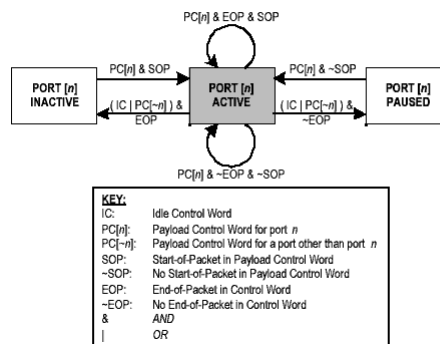 PC[n] & EOP & SOP
PC[n] & SOP
PC[n] & ~SOP
PORT [n]
INACTIVE
PORT [n]
ACTIVE
PORT [n]
PAUSED
( IC | PC[~n] ) &
EOP
( IC | PC[~n] ) &
~EOP
PC[n] & ~EOP & ~SOP
KEY:
IC: Idle Control Word
PC[n]: Payload Control Word for port n
PC[~n]: Payload Control Word for a port other than port n
SOP: Start-of-Packet in Payload Control Word
~SOP: No Start-of-Packet in Payload Control Word
EOP: End-of-Packet in Control Word
~EOP: No End-of-Packet in Control Word
& AND
| OR